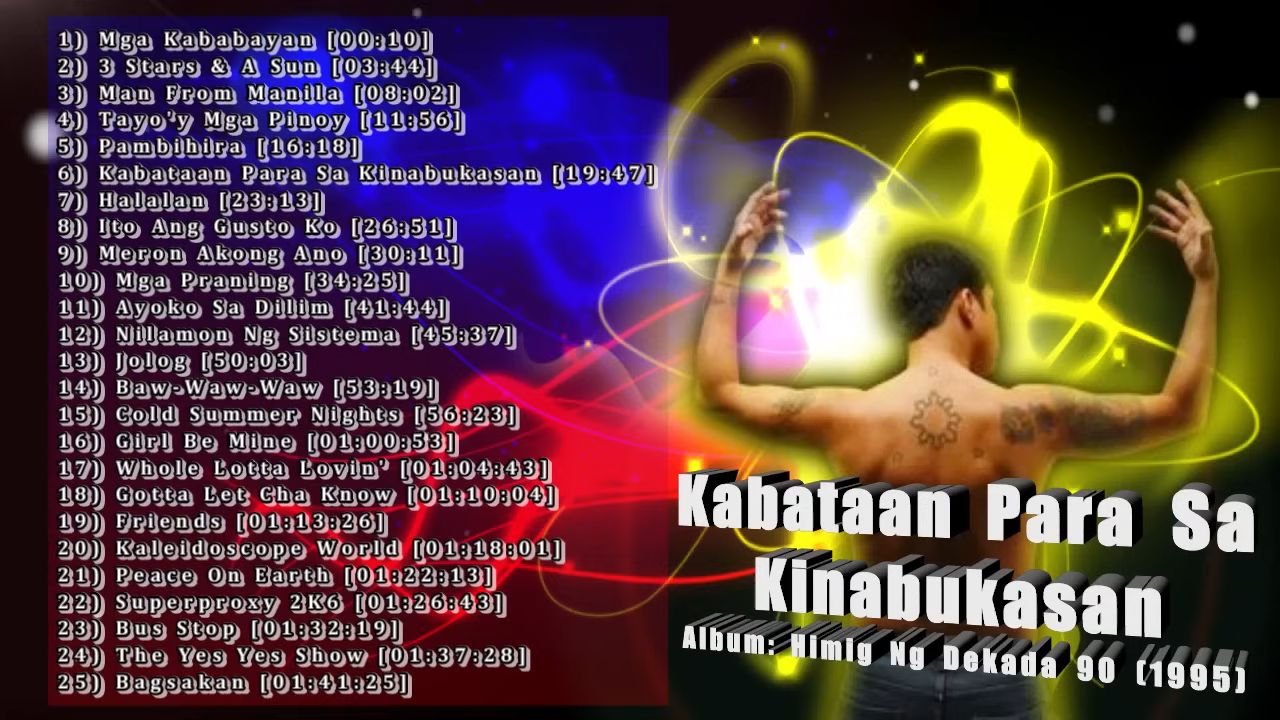 1) Mga Kababayan [00:10]
2) 3 Stars & A Sun [03:44]
3) Man From Manila [08:02]
4) Tayo'y Mga Pinoy [11:56]
5) Pambihira [16:18]
6) Kabataan Para Sa Kinabukasan [19:47]
7) Halalan [23:13]
8) Ito Ang Gusto Ko [26:51]
9) Meron Akong Ano [30:11]
10) Mga Praning [34:25]
11) Ayoko Sa Dilim [41:44]
12) Nilamon Ng Sistema [45:37]
13) Jolog [50:03]
14) Baw-Waw-Waw [53:19]
15) Cold Summer Nights [56:23]
16) Girl Be Mine [01:00:53]
17) Whole Lotta Lovin' [01:04:43]
18) Gotta Let Cha Know [01:10:04]
19) Friends [01:13:26]
20) Kaleidoscope World [01:18:01]
21) Peace On Earth [01:22:13]
22) Superproxy 2K6 [01:26:43]
23) Bus Stop [01:32:19]
24) The Yes Yes Show [01:37:28]
25) Bagsakan [01:41:25]
Kabataan Para Sa
Kinabukasan
Album: Himig Ng Dekada 90 (1995)